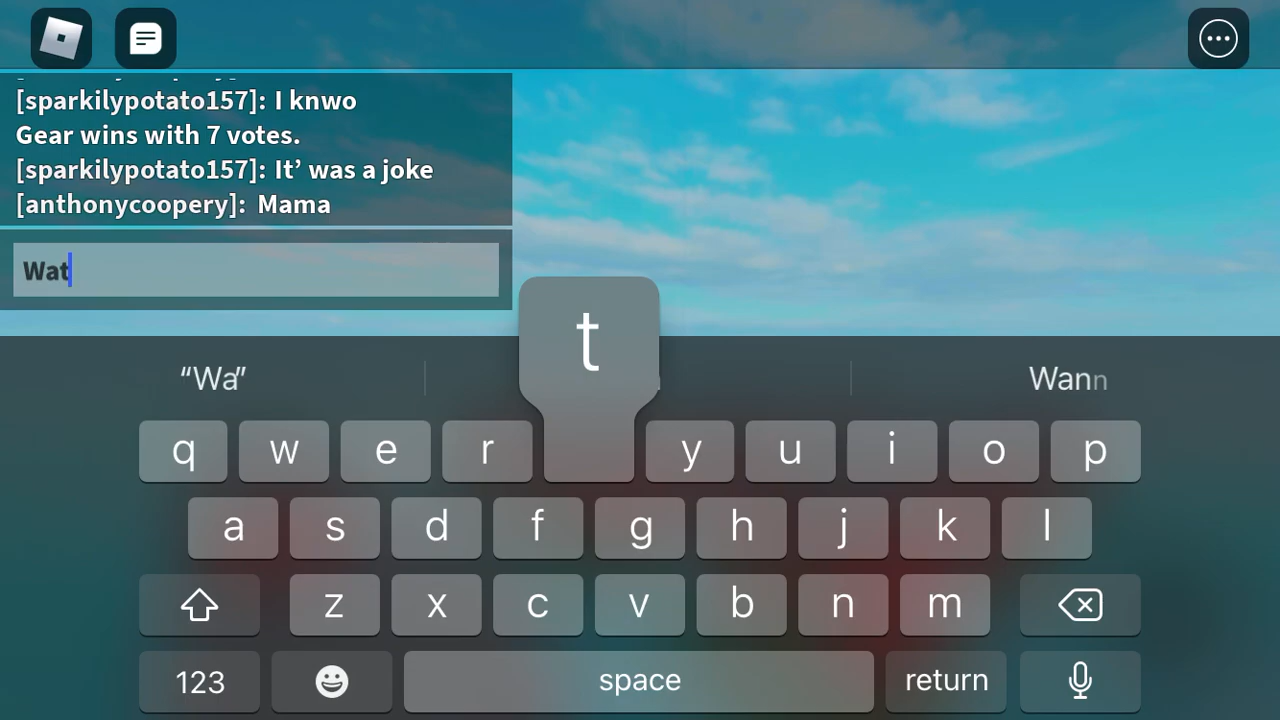 [sparkilypotato157]: I knwo
Gear wins with 7 votes.
[sparkilypotato157]: It’ was a joke
[anthonycoopery]:  Mama
Wat
t
“Wa”
Wann
q w e r y u i o p
a s d f g h j k l
z x c v b n m
123 space return